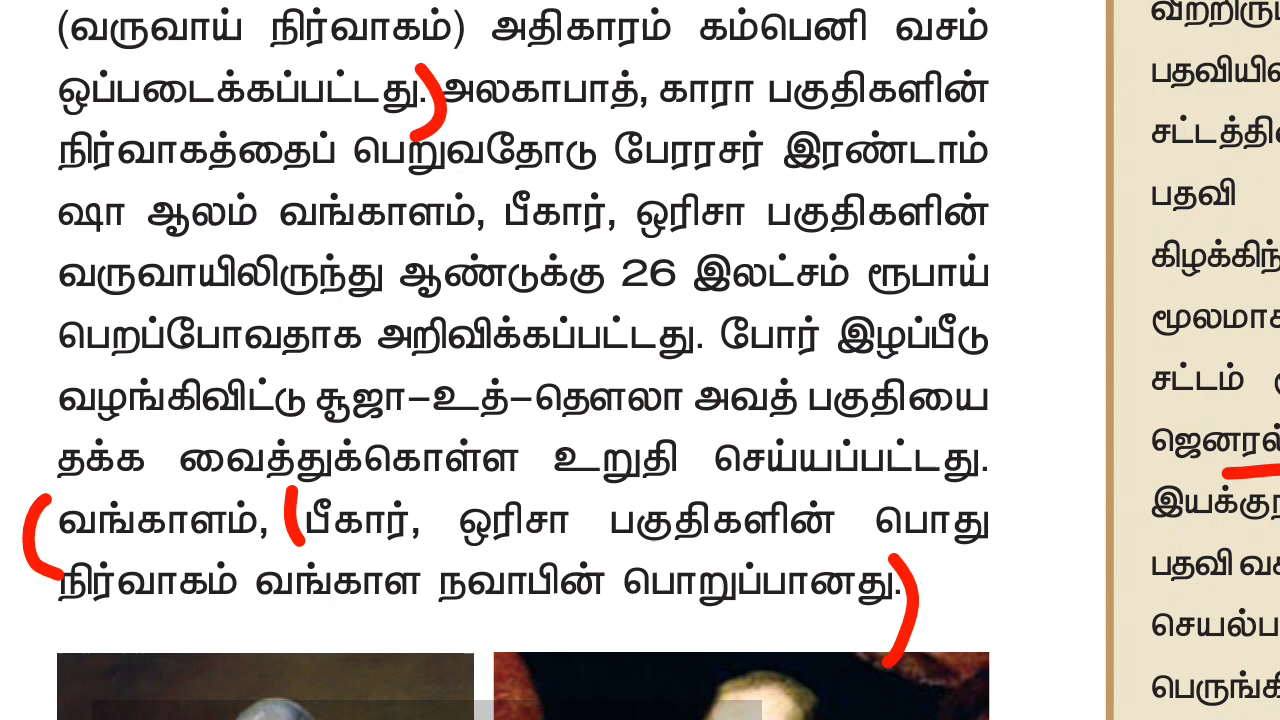 (வருவாய் நிர்வாகம்) அதிகாரம் கம்பெனி வசம்
ஒப்படைக்கப்பட்டது. அலகாபாத், காரா பகுதிகளின்
நிர்வாகத்தைப் பெறுவதோடு பேரரசர் இரண்டாம்
ஷா ஆலம் வங்காளம், பீகார், ஒரிசா பகுதிகளின்
வருவாயிலிருந்து ஆண்டுக்கு 26 இலட்சம் ரூபாய்
பெறப்போவதாக அறிவிக்கப்பட்டது. போர் இழப்பீடு
வழங்கிவிட்டு சூஜா–உத்–தௌலா அவத் பகுதியை
தக்க வைத்துக்கொள்ள உறுதி செய்யப்பட்டது.
வங்காளம், பீகார், ஒரிசா பகுதிகளின் பொது
நிர்வாகம் வங்காள நவாபின் பொறுப்பானது.
பதவி
சட்டம்
பதவி